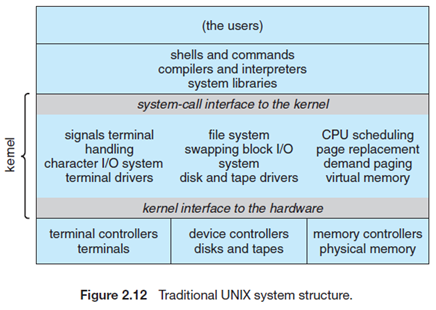 (the users)
shells and commands
compilers and interpreters
system libraries
system-call interface to the kernel
kernel
signals terminal
handling
character I/O system
terminal drivers
file system
swapping block I/O
system
disk and tape drivers
CPU scheduling
page replacement
demand paging
virtual memory
kernel interface to the hardware
terminal controllers
terminals
device controllers
disks and tapes
memory controllers
physical memory
Figure 2.12 Traditional UNIX system structure.